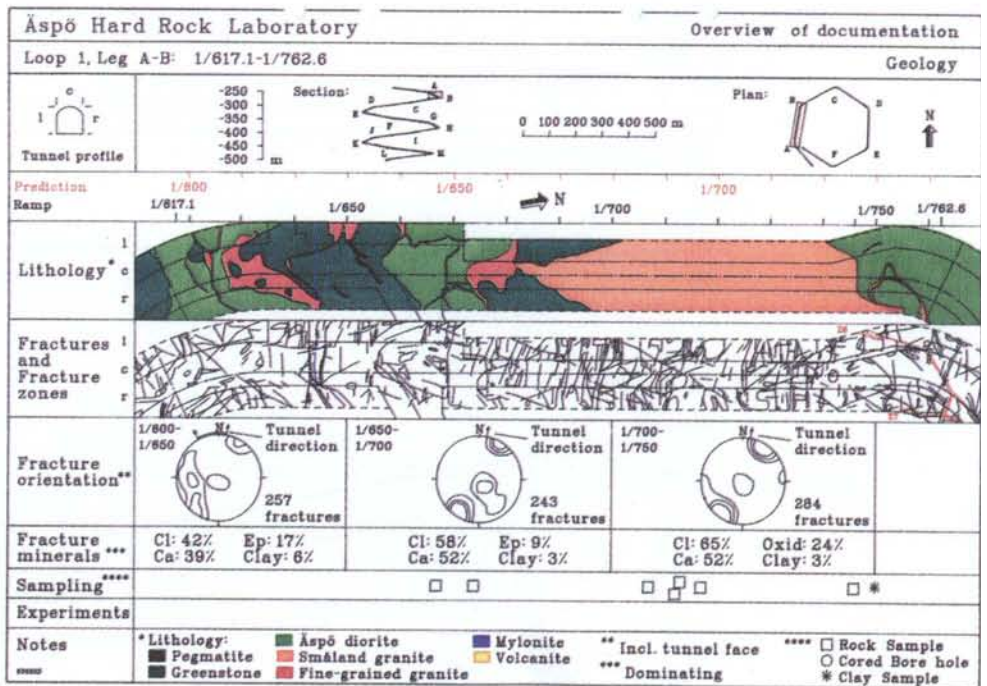 Äspö Hard Rock Laboratory Overview of documentation
Loop 1, Leg A-B: 1/617.1-1/762.6 Geology
c
l r
Tunnel profile
-250
-300
-350
-400
-450
-500 m
Section:
A
B
C
D
E
F
G
H
I
J
K
L
M
0 100 200 300 400 500 m
Plan:
B G D
A F E
N
Prediction 1/600 1/650 1/700
Ramp 1/617.1 1/650 N 1/700 1/750 1/762.6
Lithology*
l
c
r
Fractures and Fracture zones
l
c
r
Fracture orientation**
1/600-1/650 N Tunnel direction 257 fractures
1/650-1/700 N Tunnel direction 243 fractures
1/700-1/750 N Tunnel direction 284 fractures
Fracture minerals ***
Cl: 42% Ep: 17%
Ca: 39% Clay: 6%
Cl: 58% Ep: 9%
Ca: 52% Clay: 3%
Cl: 65% Oxid: 24%
Ca: 52% Clay: 3%
Sampling****
Experiments
Notes
* Lithology:
Pegmatite
Greenstone
Äspö diorite
Småland granite
Fine-grained granite
Mylonite
Volcanite
** Incl. tunnel face
*** Dominating
**** Rock Sample
Cored Bore hole
* Clay Sample